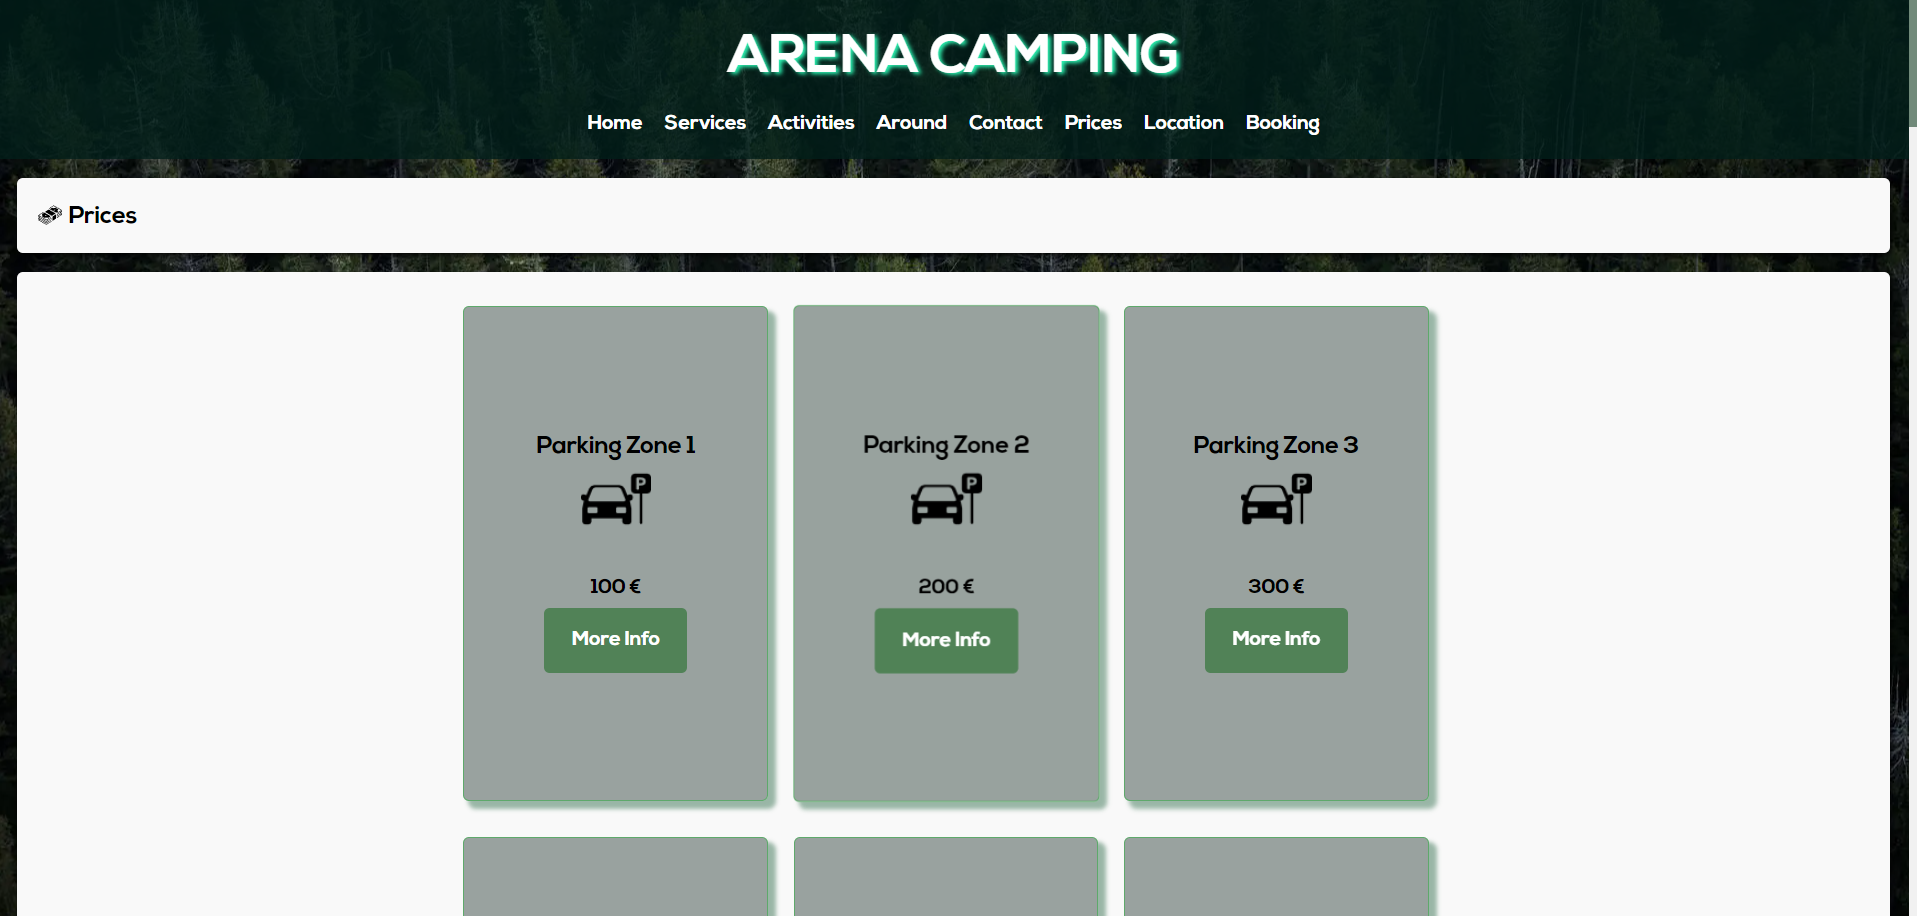 ARENA CAMPING
Home Services Activities Around Contact Prices Location Booking
Prices
Parking Zone 1
P
100 €
More Info
Parking Zone 2
P
200 €
More Info
Parking Zone 3
P
300 €
More Info